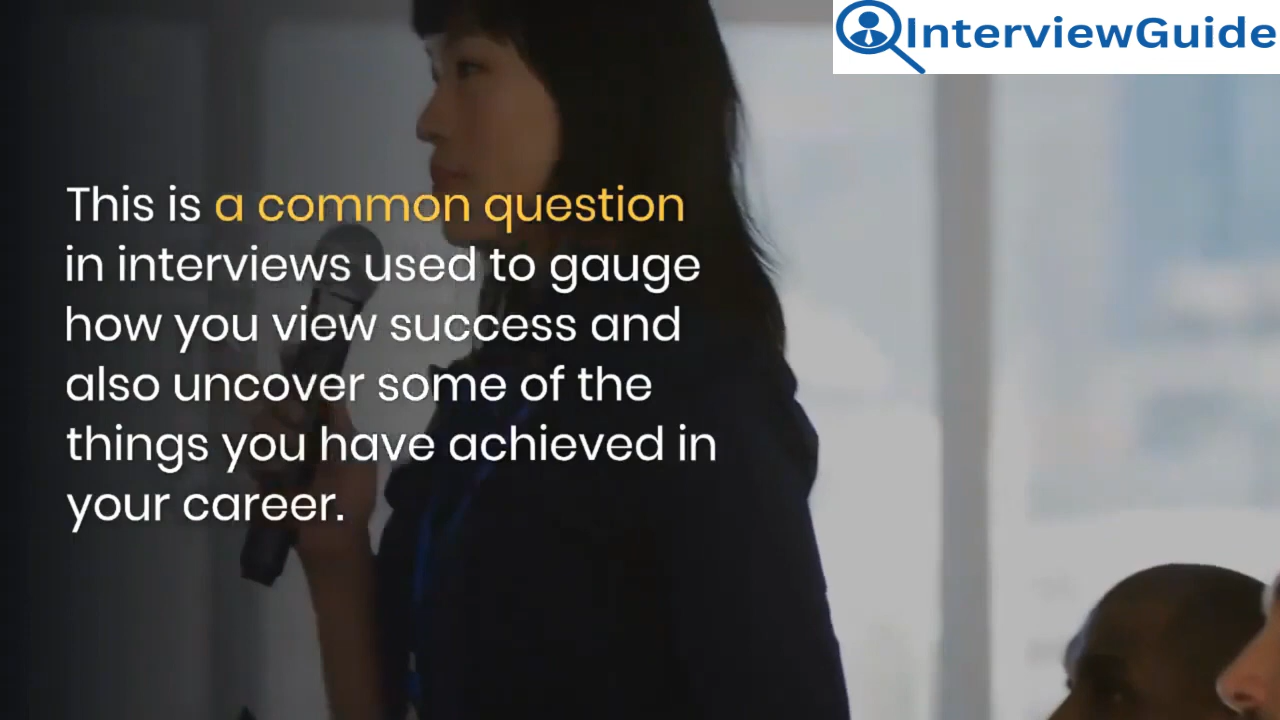 InterviewGuide
This is a common question
in interviews used to gauge
how you view success and
also uncover some of the
things you have achieved in
your career.